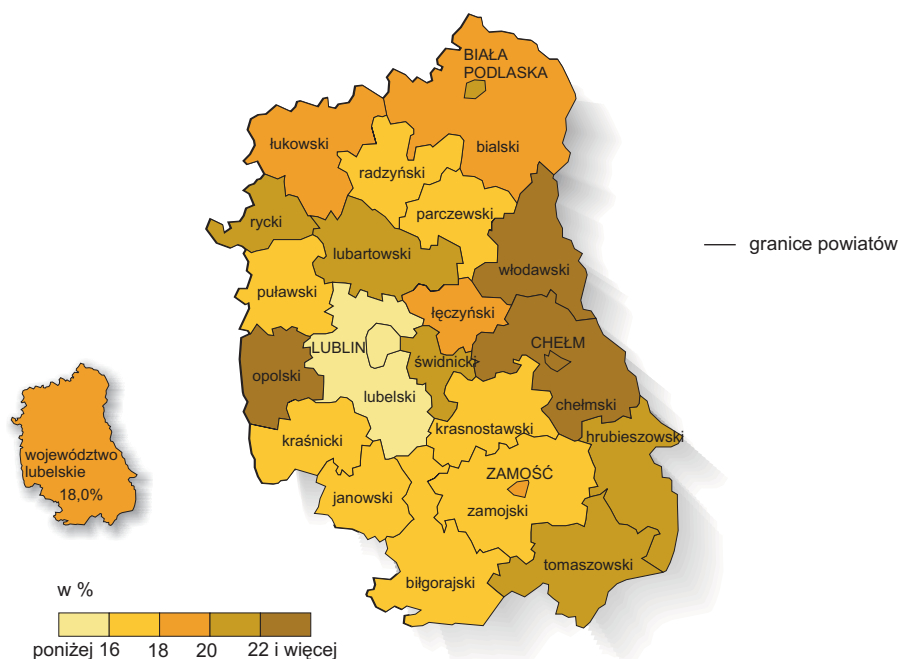 BIAŁA
PODLASKA
łukowski
bialski
radzyński
parczewski
rycki
lubartowski
włodawski
granice powiatów
puławski
łęczyński
LUBLIN
CHEŁM
opolski
świdnicki
lubelski
chełmski
kraśnicki
krasnostawski
hrubieszowski
województwo
lubelskie
18,0%
ZAMOŚĆ
janowski
zamojski
tomaszowski
biłgorajski
w %
poniżej 16 18 20 22 i więcej